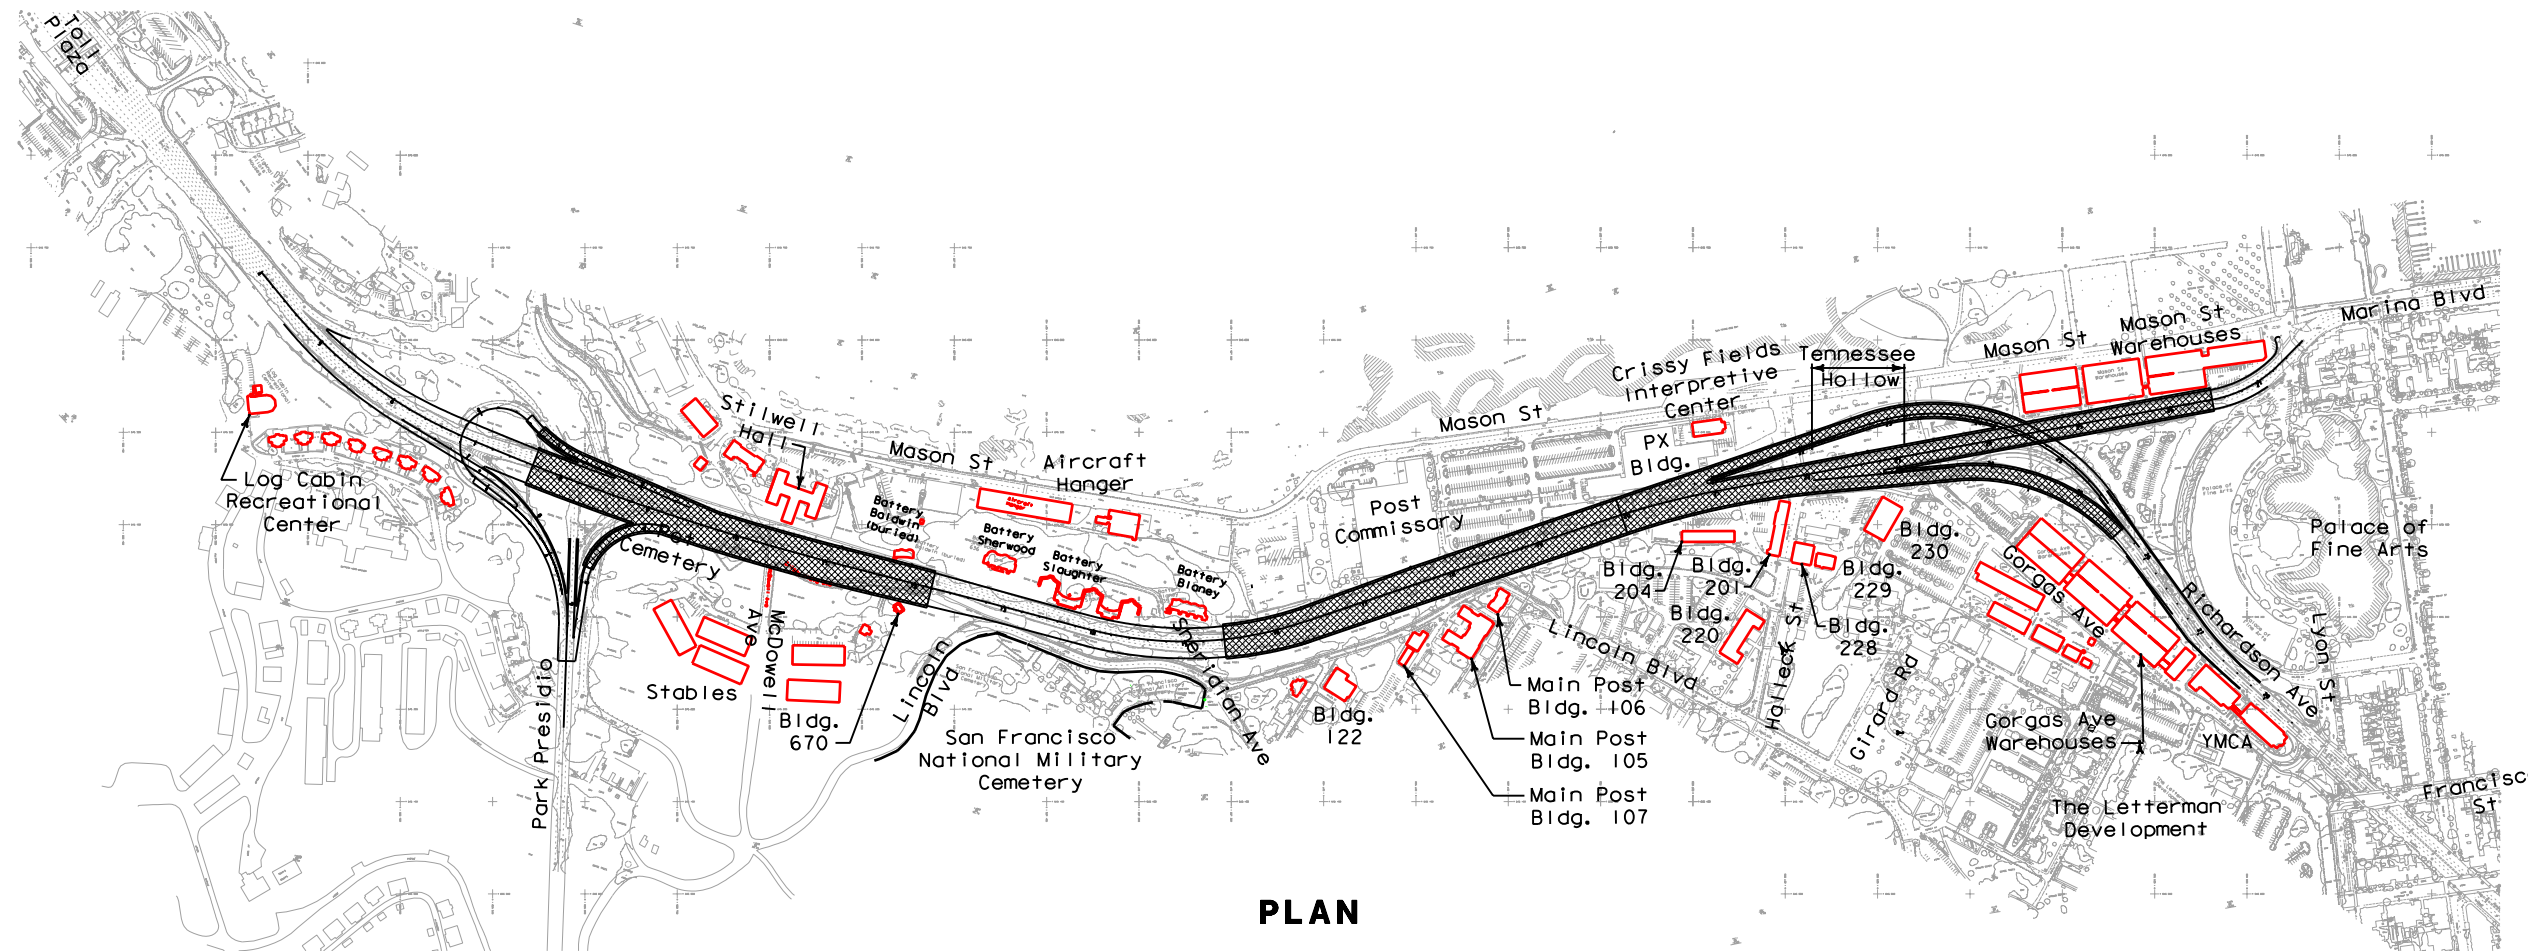 Toll
Plaza
Log Cabin
Recreational
Center
Park Presidio
Pet
Cemetery
Stilwell
Hall
Mason St
Aircraft
Hanger
Battery
Baldwin
(buried)
Battery
Sherwood
Battery
Slaughter
Battery
Blaney
Stables
McDowell
Ave
Bldg.
670
Lincoln
Blvd
San Francisco
National Military
Cemetery
Sheridan Ave
Bldg.
122
Post
Commissary
Mason St
Crissy Fields
Interpretive
Center
PX
Bldg.
Tennessee
Hollow
Mason St
Mason St
Warehouses
Marina Blvd
Bldg.
204
Bldg.
201
Bldg.
220
Bldg.
230
Bldg.
229
Bldg.
228
Lincoln Blvd
Halleck St
Girard Rd
Main Post
Bldg. 106
Main Post
Bldg. 105
Main Post
Bldg. 107
Gorgas Ave
Gorgas Ave
Warehouses
YMCA
The Letterman
Development
Richardson Ave
Lyon St
Palace of
Fine Arts
Francisc
St
PLAN